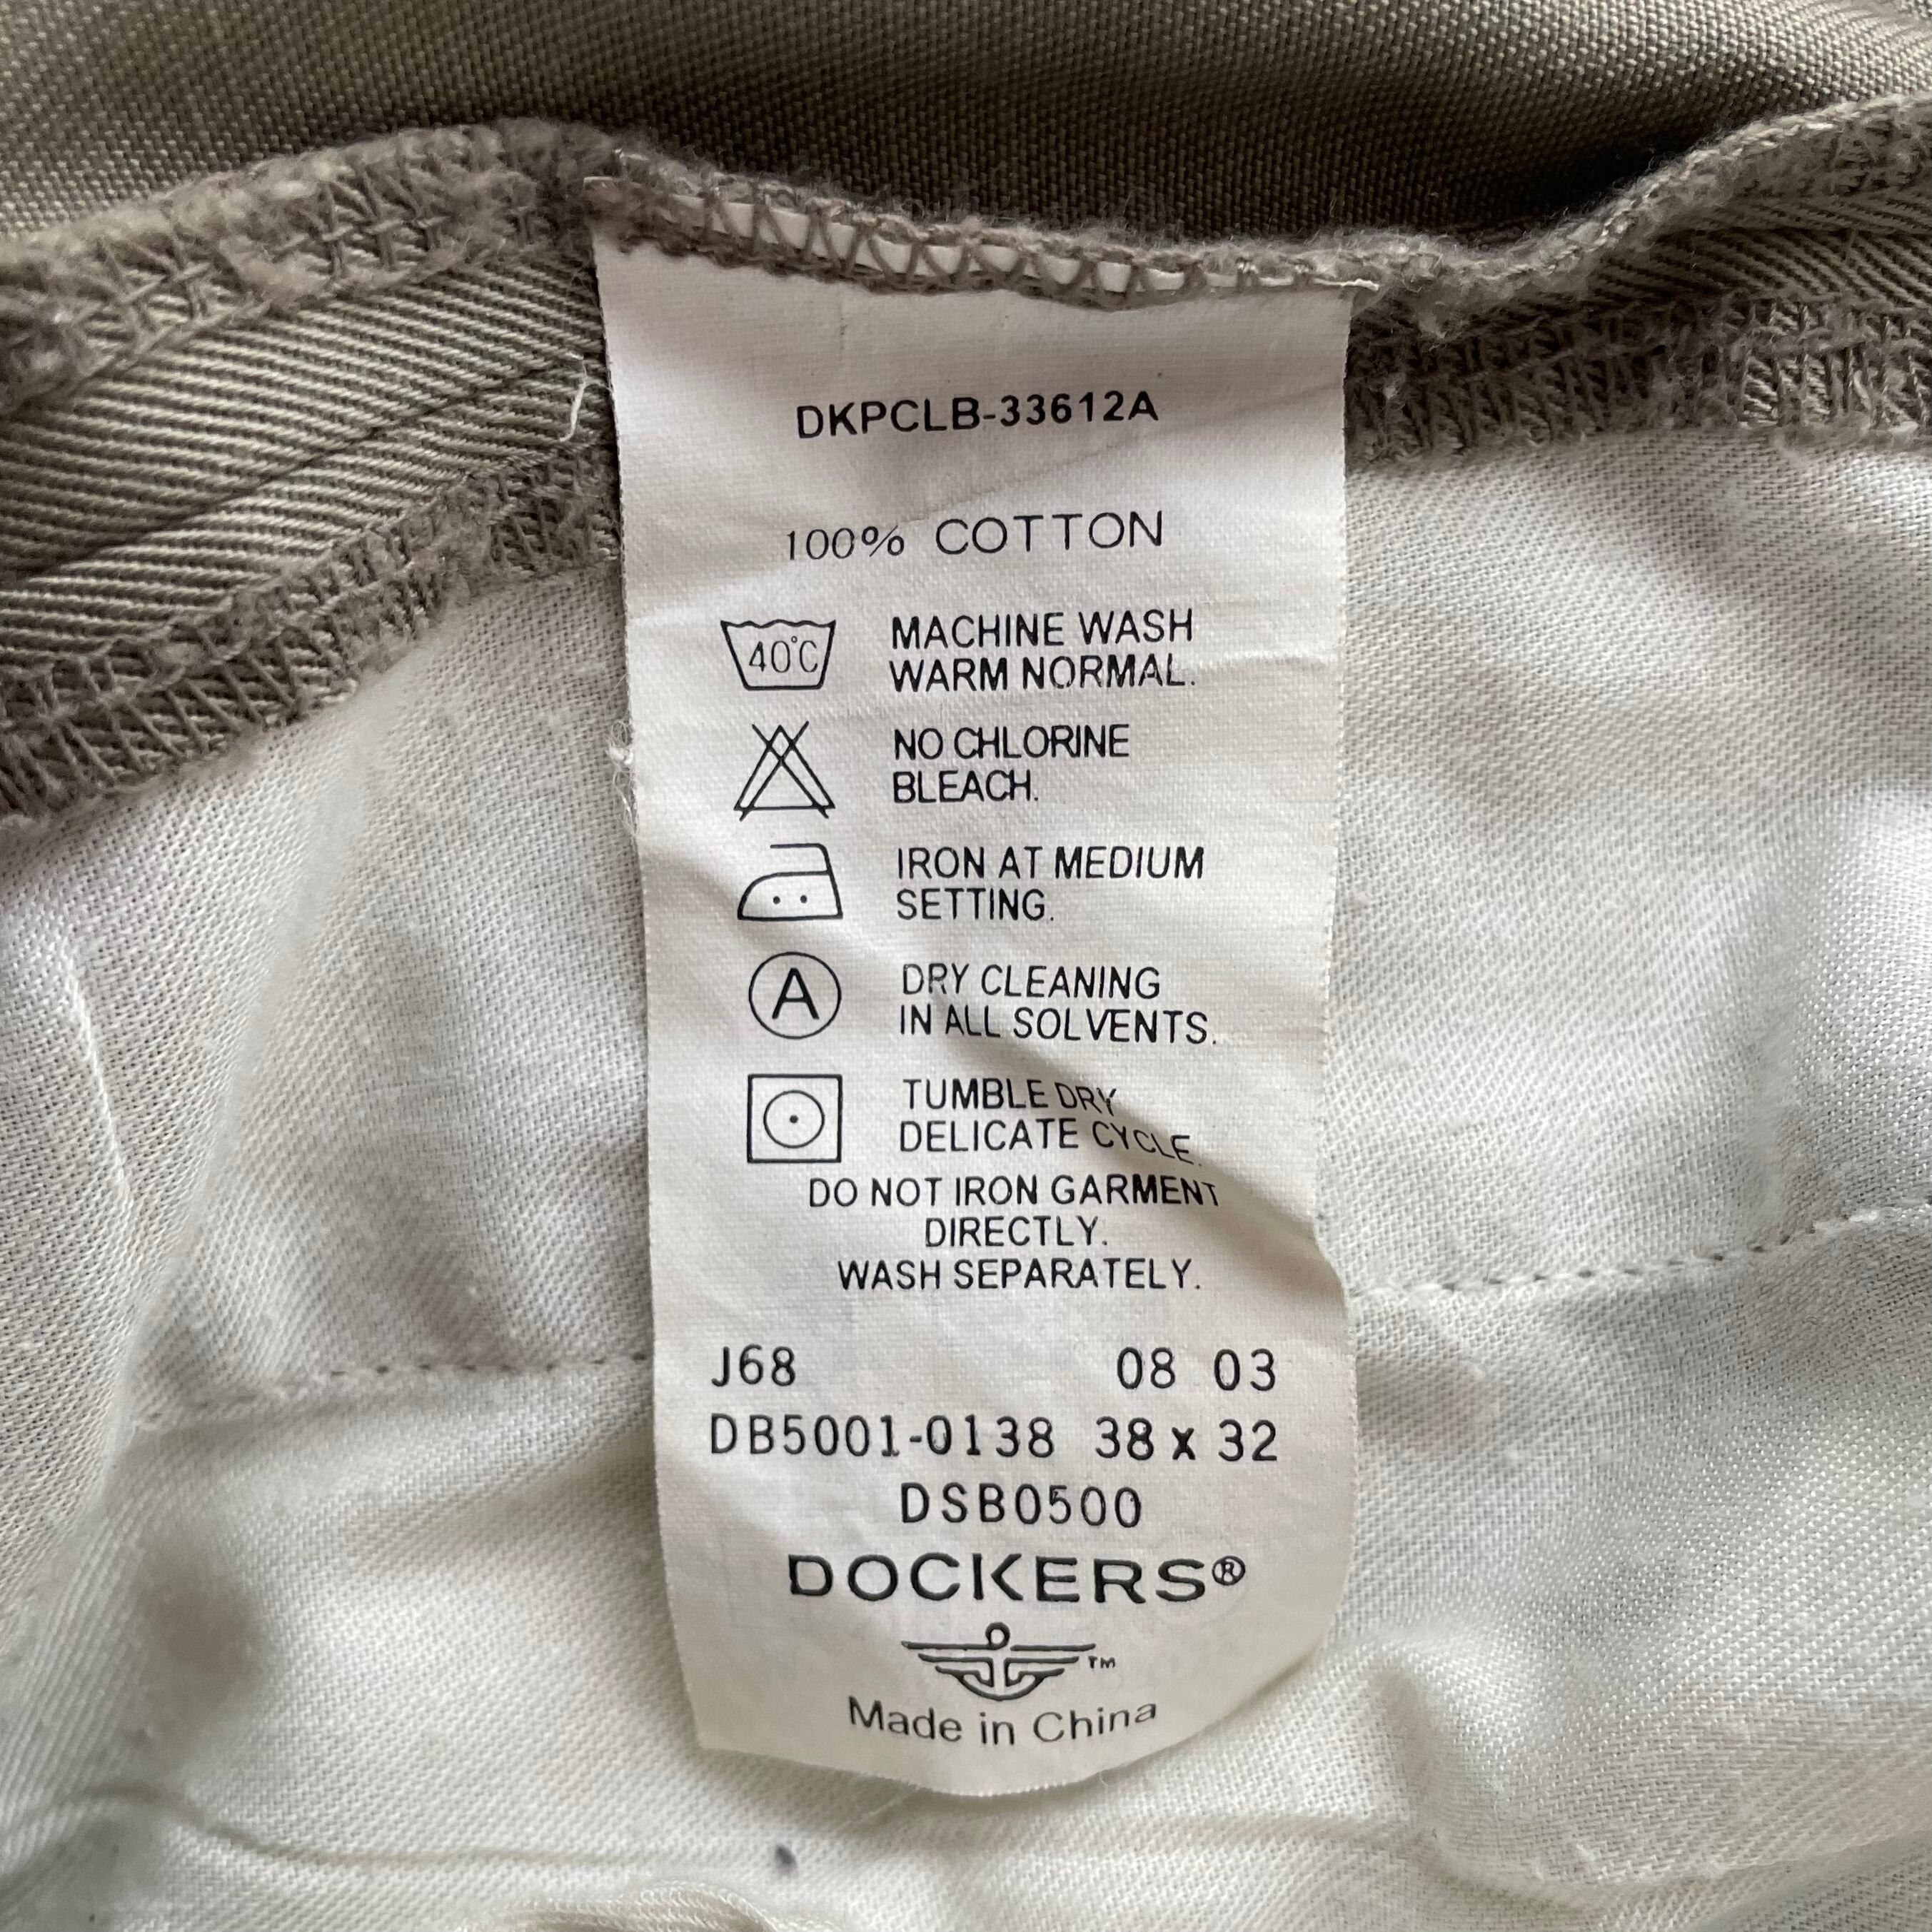 DKPCLB-33612A
100% COTTON
40°C MACHINE WASH
WARM NORMAL.
NO CHLORINE
BLEACH.
IRON AT MEDIUM
SETTING.
A DRY CLEANING
IN ALL SOLVENTS.
TUMBLE DRY
DELICATE CYCLE.
DO NOT IRON GARMENT
DIRECTLY.
WASH SEPARATELY.
J68 08 03
DB5001-0138 38 x 32
DSB0500
DOCKERS®
™
Made in China